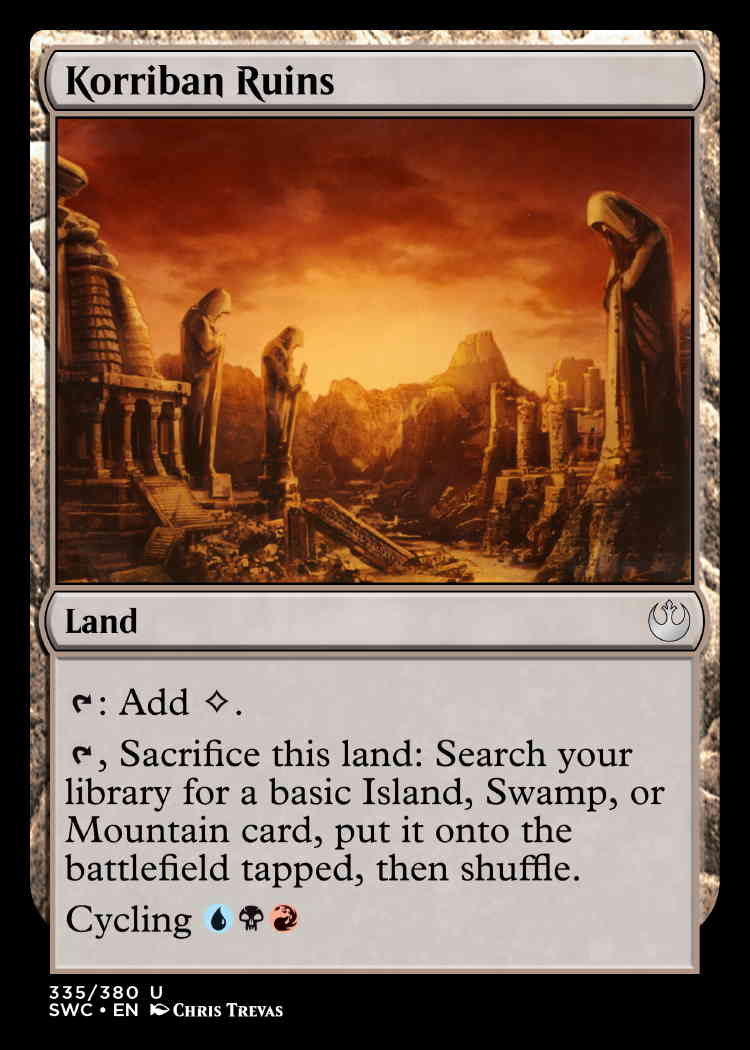 Korriban Ruins
Land
: Add .
, Sacrifice this land: Search your
library for a basic Island, Swamp, or
Mountain card, put it onto the
battlefield tapped, then shuffle.
Cycling
335/380 U
SWC • EN Chris Trevas